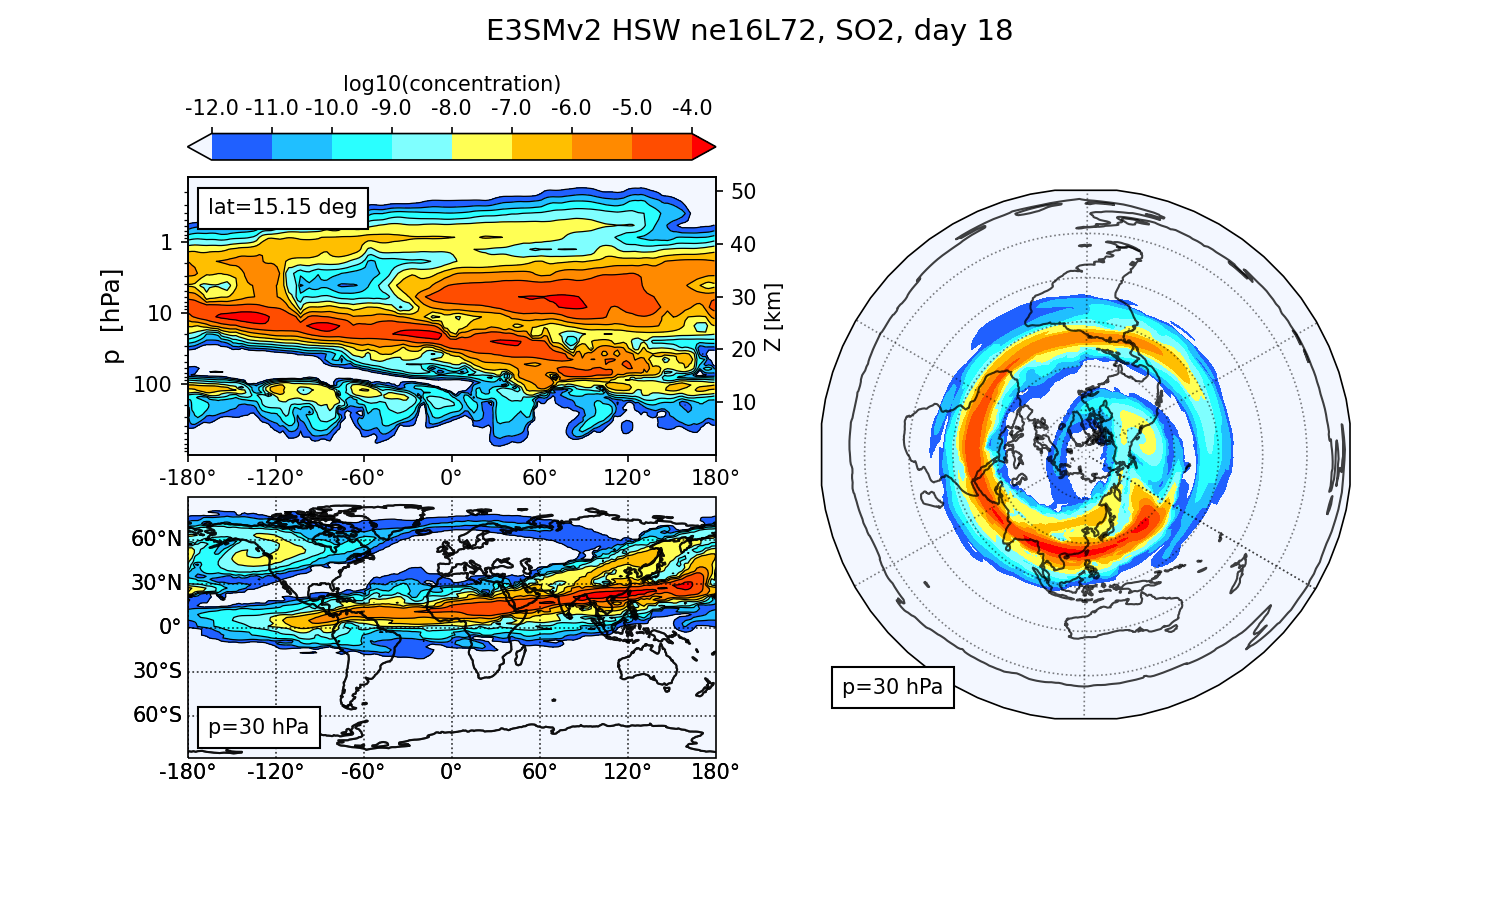 E3SMv2 HSW ne16L72, SO2, day 18
log10(concentration)
-12.0 -11.0 -10.0 -9.0 -8.0 -7.0 -6.0 -5.0 -4.0
lat=15.15 deg
p [hPa]
1
10
100
50
40
30
20
10
Z [km]
-180° -120° -60° 0° 60° 120° 180°
60°N
30°N
0°
30°S
60°S
p=30 hPa
-180° -120° -60° 0° 60° 120° 180°
p=30 hPa